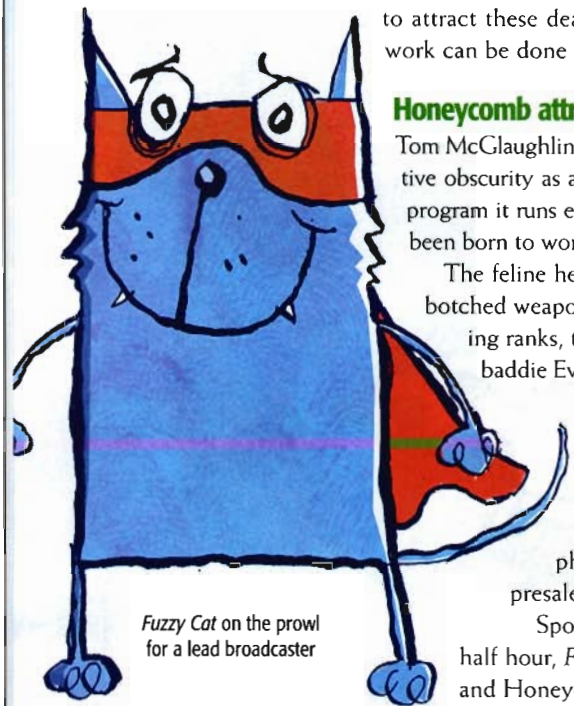 to attract these dea
work can be done
Honeycomb attr
Tom McGlaughlin
tive obscurity as a
program it runs e
been born to wor
The feline he
botched weapo
ing ranks, t
baddie Ev
ph
presale
Spo
half hour, F
and Honey
Fuzzy Cat on the prowl
for a lead broadcaster